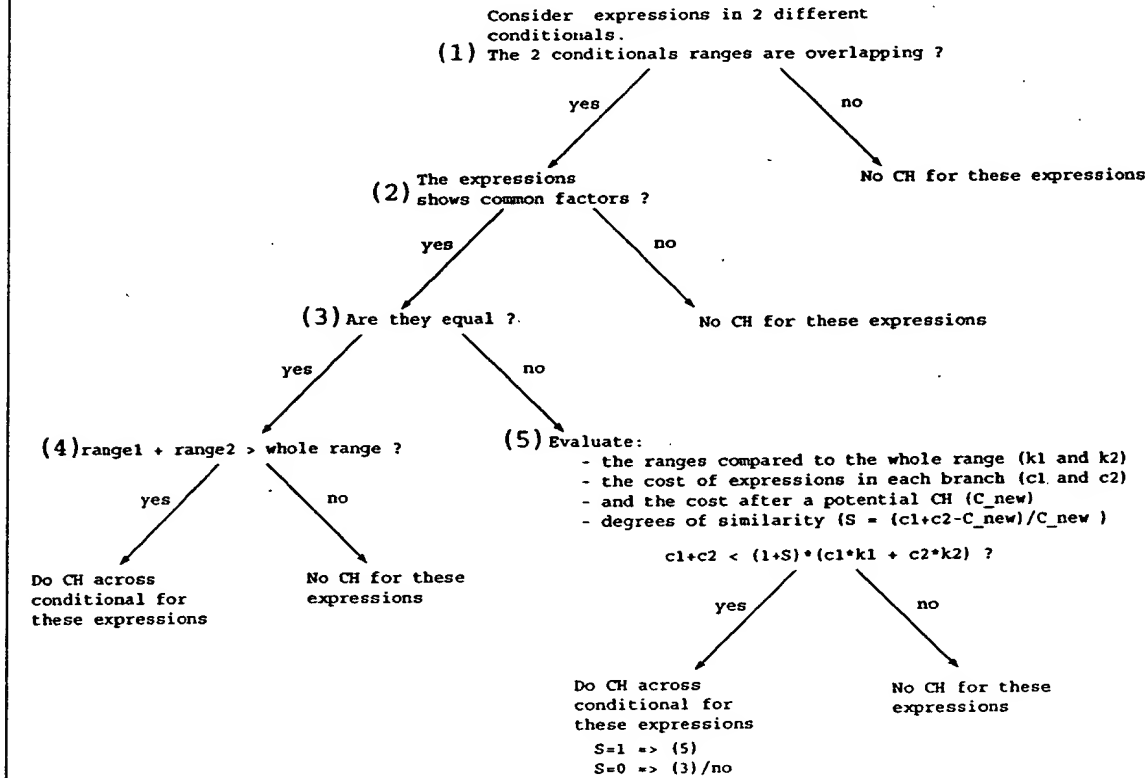 Consider expressions in 2 different
conditionals.
(1) The 2 conditionals ranges are overlapping ?
yes
no
(2) The expressions
shows common factors ?
No CH for these expressions
yes
no
(3) Are they equal ?
No CH for these expressions
yes
no
(4) range1 + range2 > whole range ?
(5) Evaluate:
- the ranges compared to the whole range (k1 and k2)
- the cost of expressions in each branch (c1 and c2)
- and the cost after a potential CH (C_new)
- degrees of similarity (S = (c1+c2-C_new)/C_new )
yes
no
c1+c2 < (1+S)*(c1*k1 + c2*k2) ?
Do CH across
conditional for
these expressions
No CH for these
expressions
yes
no
Do CH across
conditional for
these expressions
No CH for these
expressions
S=1 => (5)
S=0 => (3)/no